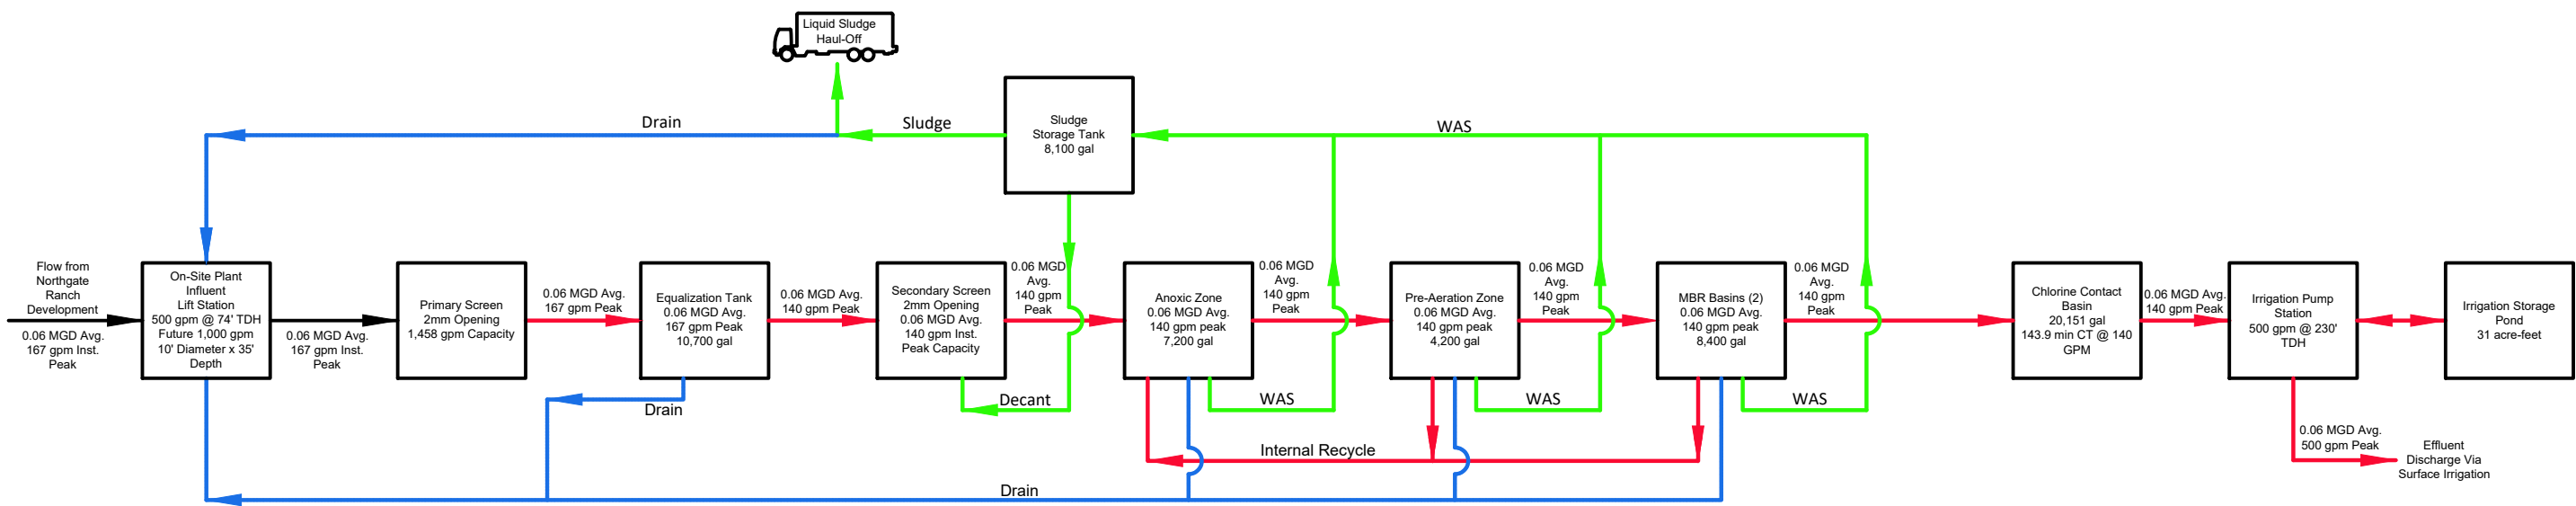 Liquid Sludge
Haul-Off
Drain
Sludge
Sludge
Storage Tank
8,100 gal
WAS
Flow from
Northgate
Ranch
Development
0.06 MGD Avg.
167 gpm Inst.
Peak
On-Site Plant
Influent
Lift Station
500 gpm @ 74' TDH
Future 1,000 gpm
10' Diameter x 35'
Depth
0.06 MGD Avg.
167 gpm Inst.
Peak
Primary Screen
2mm Opening
1,458 gpm Capacity
0.06 MGD Avg.
167 gpm Peak
Equalization Tank
0.06 MGD Avg.
167 gpm Peak
10,700 gal
0.06 MGD Avg.
140 gpm Peak
Secondary Screen
2mm Opening
0.06 MGD Avg.
140 gpm Inst.
Peak Capacity
0.06 MGD
Avg.
140 gpm
Peak
Anoxic Zone
0.06 MGD Avg.
140 gpm peak
7,200 gal
0.06 MGD
Avg.
140 gpm
Peak
Pre-Aeration Zone
0.06 MGD Avg.
140 gpm peak
4,200 gal
0.06 MGD
Avg.
140 gpm
Peak
MBR Basins (2)
0.06 MGD Avg.
140 gpm peak
8,400 gal
0.06 MGD
Avg.
140 gpm
Peak
Chlorine Contact
Basin
20,151 gal
143.9 min CT @ 140
GPM
0.06 MGD Avg.
140 gpm Peak
Irrigation Pump
Station
500 gpm @ 230'
TDH
Irrigation Storage
Pond
31 acre-feet
Drain
Decant
WAS
WAS
WAS
Internal Recycle
Drain
0.06 MGD Avg.
500 gpm Peak
Effluent
Discharge Via
Surface Irrigation